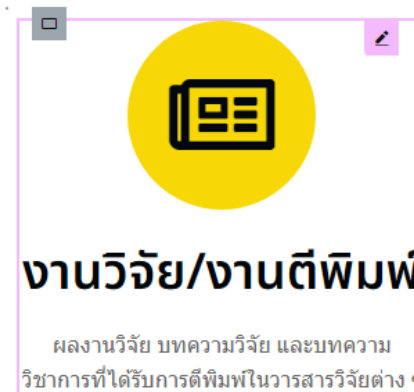 งานวิจัย/งานตีพิมพ์
ผลงานวิจัย บทความวิจัย และบทความ
วิชาการที่ได้รับการตีพิมพ์ในวารสารวิจัยต่าง ๆ